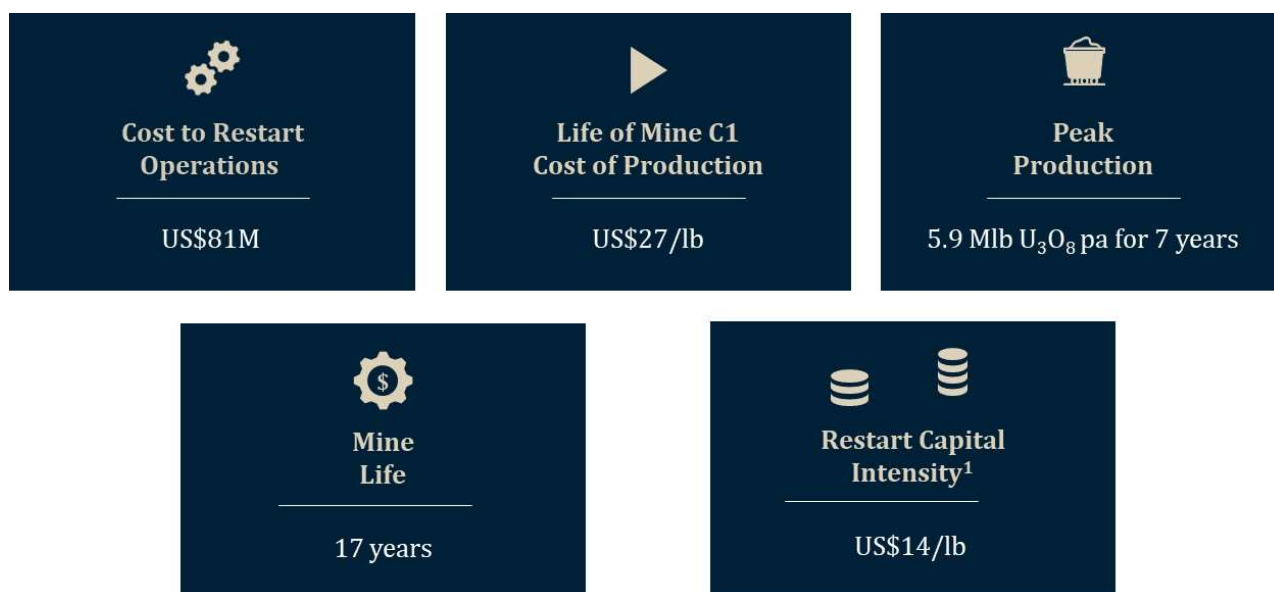 Cost to Restart
Operations
US$81M
Life of Mine C1
Cost of Production
US$27/lb
Peak
Production
5.9 Mlb U₃O₈ pa for 7 years
$
Mine
Life
17 years
Restart Capital
Intensity¹
US$14/lb